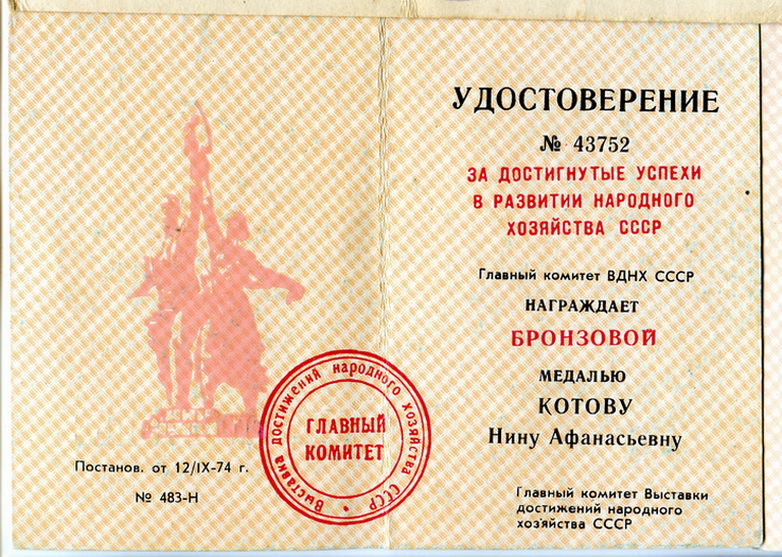 Постанов. от 12/IX-74 г.
№ 483-Н
Выставка достижений народного хозяйства СССР
ГЛАВНЫЙ
КОМИТЕТ
УДОСТОВЕРЕНИЕ
№ 43752
ЗА ДОСТИГНУТЫЕ УСПЕХИ
В РАЗВИТИИ НАРОДНОГО
ХОЗЯЙСТВА СССР
Главный комитет ВДНХ СССР
НАГРАЖДАЕТ
БРОНЗОВОЙ
МЕДАЛЬЮ
КОТОВУ
Нину Афанасьевну
Главный комитет Выставки
достижений народного
хозяйства СССР